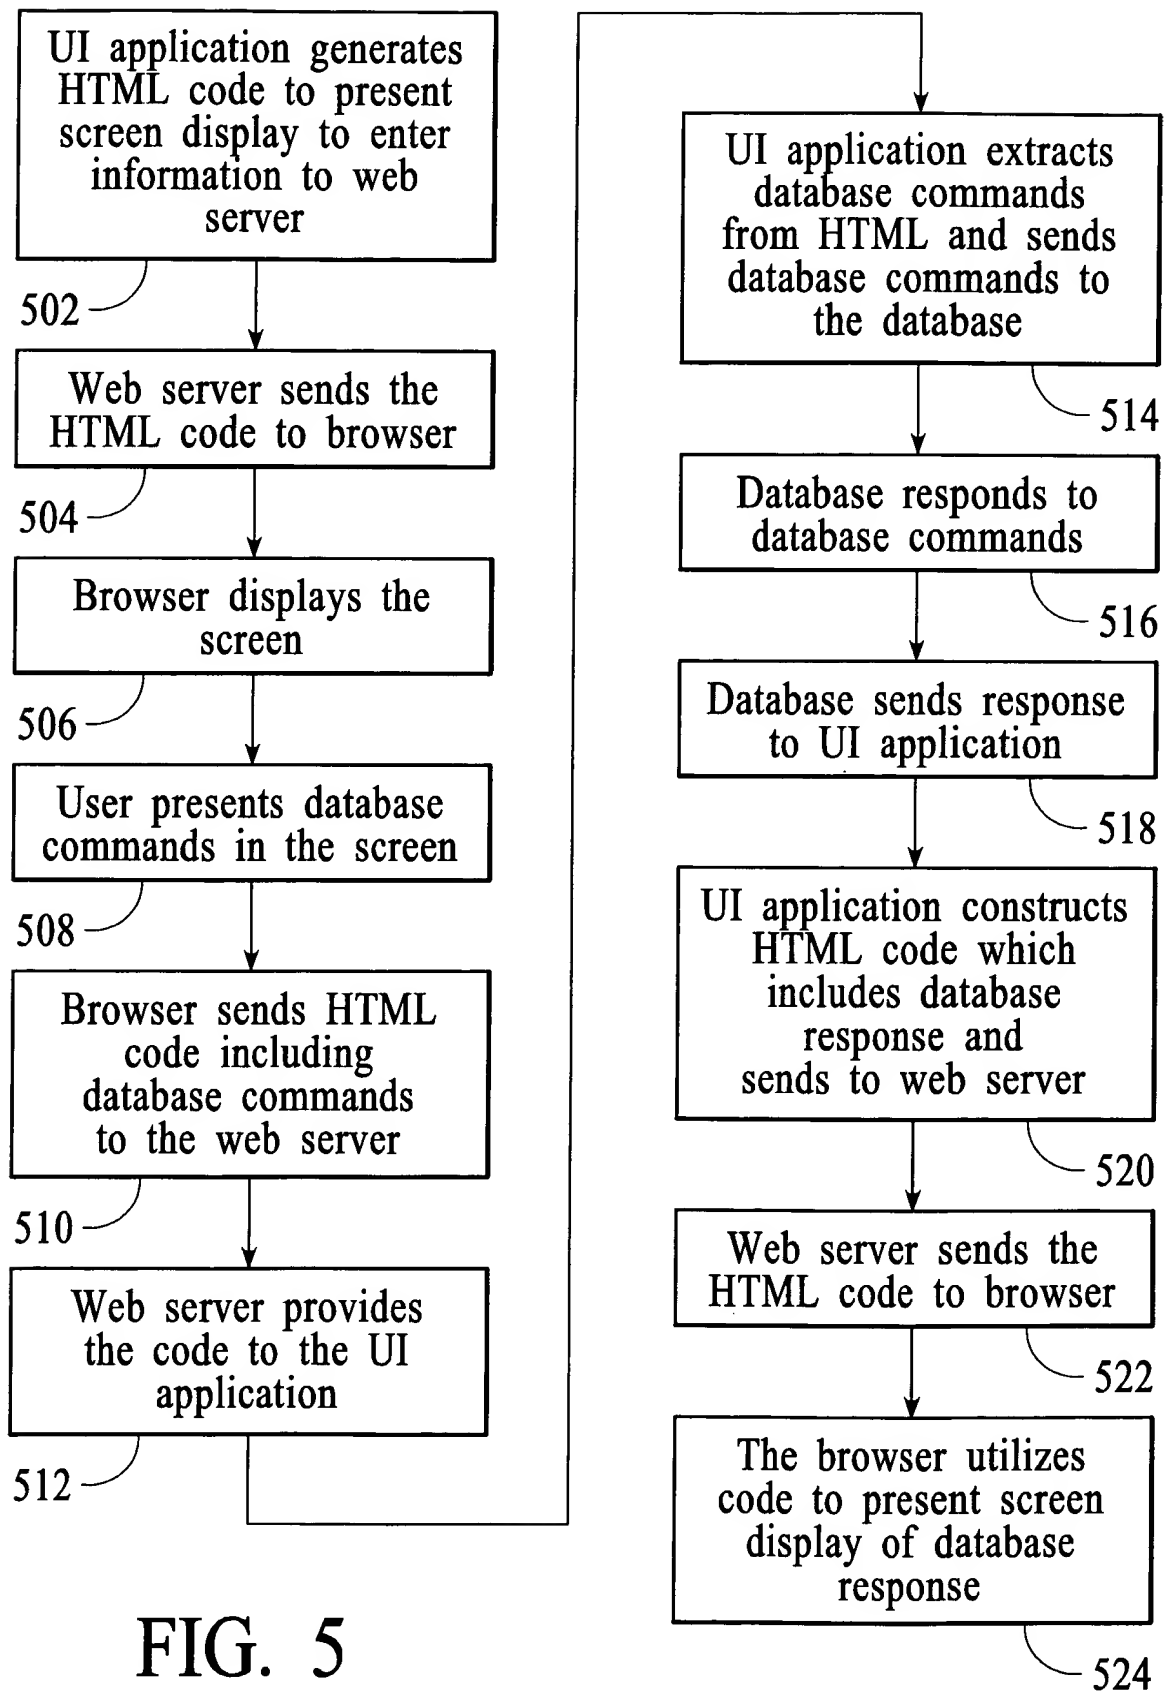 UI application generates
HTML code to present
screen display to enter
information to web
server
502
Web server sends the
HTML code to browser
504
Browser displays the
screen
506
User presents database
commands in the screen
508
Browser sends HTML
code including
database commands
to the web server
510
Web server provides
the code to the UI
application
512
UI application extracts
database commands
from HTML and sends
database commands to
the database
514
Database responds to
database commands
516
Database sends response
to UI application
518
UI application constructs
HTML code which
includes database
response and
sends to web server
520
Web server sends the
HTML code to browser
522
The browser utilizes
code to present screen
display of database
response
524
FIG. 5